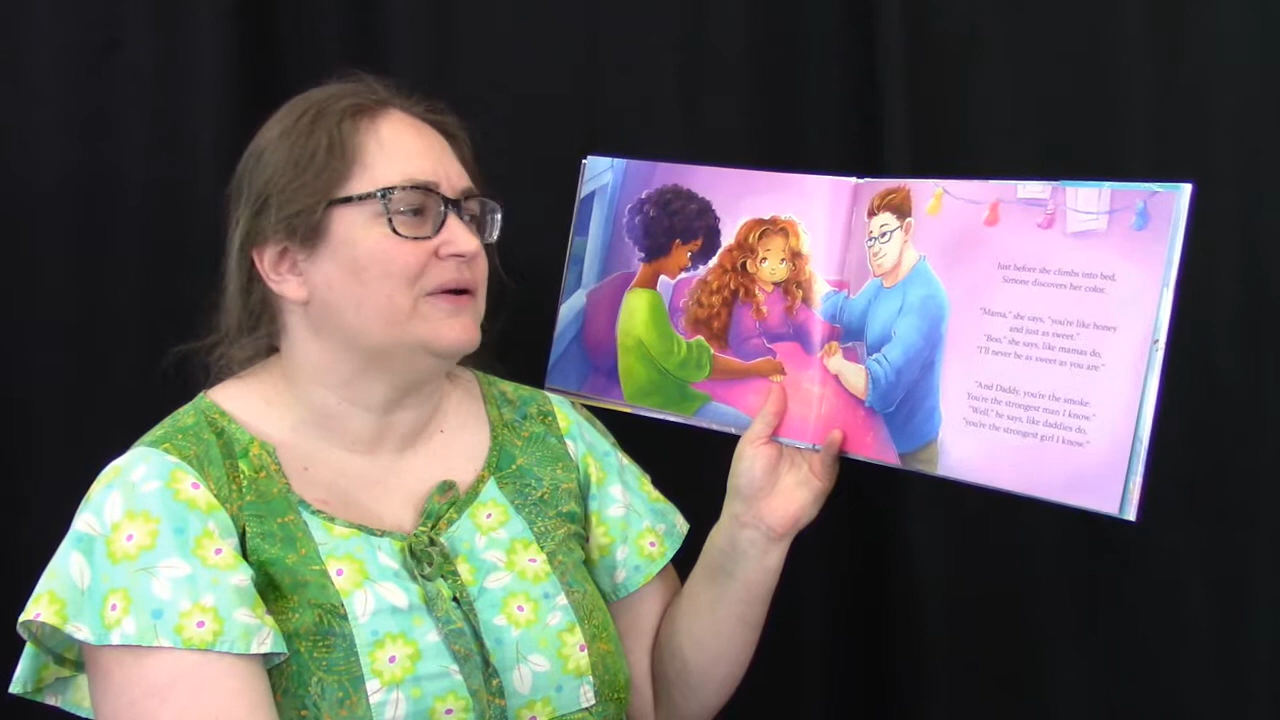 Just before she climbs into bed,
Simone discovers her color.
"Mama," she says, "you're like honey
and just as sweet."
"Boo," she says, like mamas do,
"I'll never be as sweet as you are."
"And Daddy, you're the smoke.
You're the strongest man I know."
"Well," he says, like daddies do,
"you're the strongest girl I know."